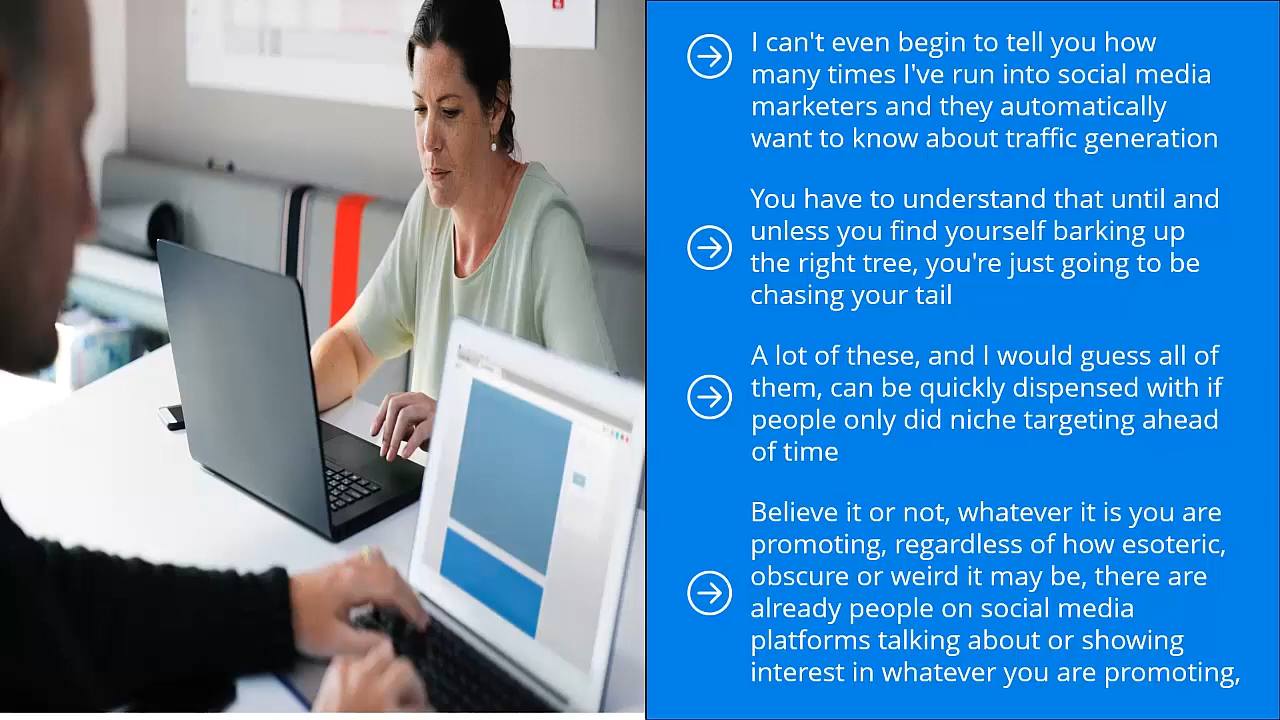 I can't even begin to tell you how
many times I've run into social media
marketers and they automatically
want to know about traffic generation
You have to understand that until and
unless you find yourself barking up
the right tree, you're just going to be
chasing your tail
A lot of these, and I would guess all of
them, can be quickly dispensed with if
people only did niche targeting ahead
of time
Believe it or not, whatever it is you are
promoting, regardless of how esoteric,
obscure or weird it may be, there are
already people on social media
platforms talking about or showing
interest in whatever you are promoting,